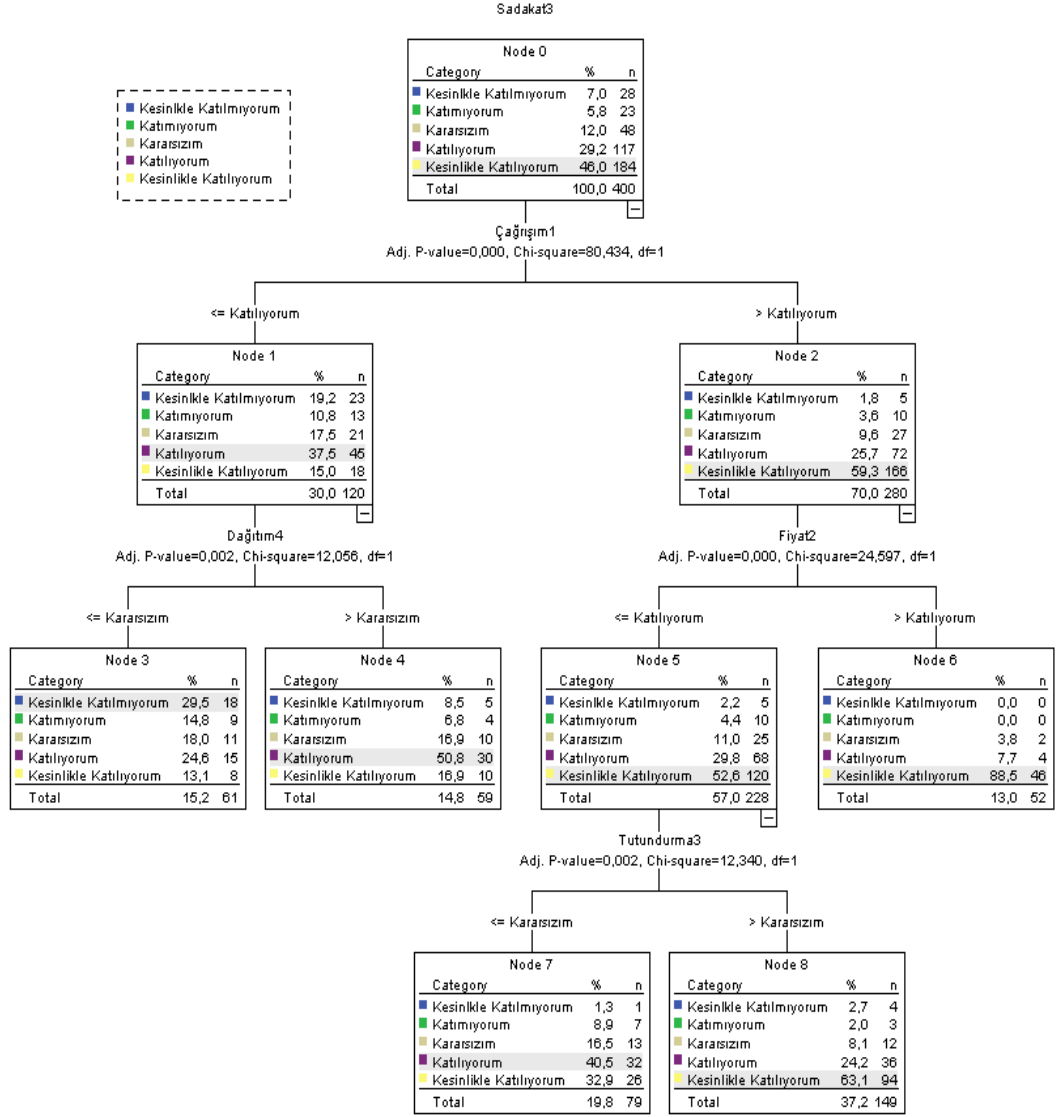 Sadakat3
Kesinlkle Katılmıyorum
Katımıyorum
Kararsızım
Katılıyorum
Kesinlikle Katılıyorum
Node 0
Category % n
Kesinlkle Katılmıyorum 7,0 28
Katımıyorum 5,8 23
Kararsızım 12,0 48
Katılıyorum 29,2 117
Kesinlikle Katılıyorum 46,0 184
Total 100,0 400
Çağrışım1
Adj. P-value=0,000, Chi-square=80,434, df=1
<= Katılıyorum
> Katılıyorum
Node 1
Category % n
Kesinlkle Katılmıyorum 19,2 23
Katımıyorum 10,8 13
Kararsızım 17,5 21
Katılıyorum 37,5 45
Kesinlikle Katılıyorum 15,0 18
Total 30,0 120
Node 2
Category % n
Kesinlkle Katılmıyorum 1,8 5
Katımıyorum 3,6 10
Kararsızım 9,6 27
Katılıyorum 25,7 72
Kesinlikle Katılıyorum 59,3 166
Total 70,0 280
Dağıtım4
Adj. P-value=0,002, Chi-square=12,056, df=1
Fiyat2
Adj. P-value=0,000, Chi-square=24,597, df=1
<= Kararsızım
> Kararsızım
<= Katılıyorum
> Katılıyorum
Node 3
Category % n
Kesinlkle Katılmıyorum 29,5 18
Katımıyorum 14,8 9
Kararsızım 18,0 11
Katılıyorum 24,6 15
Kesinlikle Katılıyorum 13,1 8
Total 15,2 61
Node 4
Category % n
Kesinlkle Katılmıyorum 8,5 5
Katımıyorum 6,8 4
Kararsızım 16,9 10
Katılıyorum 50,8 30
Kesinlikle Katılıyorum 16,9 10
Total 14,8 59
Node 5
Category % n
Kesinlkle Katılmıyorum 2,2 5
Katımıyorum 4,4 10
Kararsızım 11,0 25
Katılıyorum 29,8 68
Kesinlikle Katılıyorum 52,6 120
Total 57,0 228
Node 6
Category % n
Kesinlkle Katılmıyorum 0,0 0
Katımıyorum 0,0 0
Kararsızım 3,8 2
Katılıyorum 7,7 4
Kesinlikle Katılıyorum 88,5 46
Total 13,0 52
Tutundurma3
Adj. P-value=0,002, Chi-square=12,340, df=1
<= Kararsızım
> Kararsızım
Node 7
Category % n
Kesinlkle Katılmıyorum 1,3 1
Katımıyorum 8,9 7
Kararsızım 16,5 13
Katılıyorum 40,5 32
Kesinlikle Katılıyorum 32,9 26
Total 19,8 79
Node 8
Category % n
Kesinlkle Katılmıyorum 2,7 4
Katımıyorum 2,0 3
Kararsızım 8,1 12
Katılıyorum 24,2 36
Kesinlikle Katılıyorum 63,1 94
Total 37,2 149